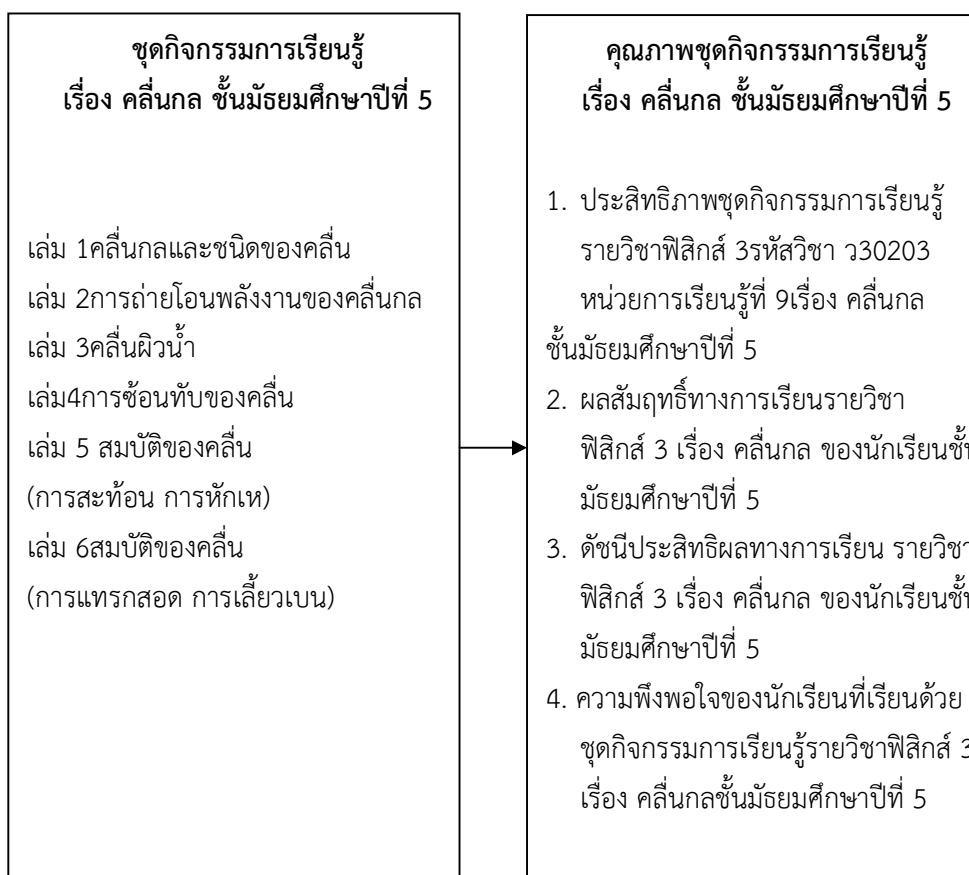 ชุดกิจกรรมการเรียนรู้
เรื่อง คลื่นกล ชั้นมัธยมศึกษาปีที่ 5
เล่ม 1คลื่นกลและชนิดของคลื่น
เล่ม 2การถ่ายโอนพลังงานของคลื่นกล
เล่ม 3คลื่นผิวน้ำ
เล่ม4การซ้อนทับของคลื่น
เล่ม 5 สมบัติของคลื่น
(การสะท้อน การหักเห)
เล่ม 6สมบัติของคลื่น
(การแทรกสอด การเลี้ยวเบน)
คุณภาพชุดกิจกรรมการเรียนรู้
เรื่อง คลื่นกล ชั้นมัธยมศึกษาปีที่ 5
1. ประสิทธิภาพชุดกิจกรรมการเรียนรู้
รายวิชาฟิสิกส์ 3รหัสวิชา ว30203
หน่วยการเรียนรู้ที่ 9เรื่อง คลื่นกล
ชั้นมัธยมศึกษาปีที่ 5
2. ผลสัมฤทธิ์ทางการเรียนรายวิชา
ฟิสิกส์ 3 เรื่อง คลื่นกล ของนักเรียนชั้น
มัธยมศึกษาปีที่ 5
3. ดัชนีประสิทธิผลทางการเรียน รายวิชา
ฟิสิกส์ 3 เรื่อง คลื่นกล ของนักเรียนชั้น
มัธยมศึกษาปีที่ 5
4. ความพึงพอใจของนักเรียนที่เรียนด้วย
ชุดกิจกรรมการเรียนรู้รายวิชาฟิสิกส์ 3
เรื่อง คลื่นกลชั้นมัธยมศึกษาปีที่ 5